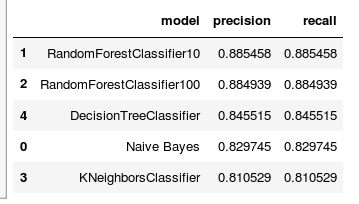 model precision recall
1 RandomForestClassifier10 0.885458 0.885458
2 RandomForestClassifier100 0.884939 0.884939
4 DecisionTreeClassifier 0.845515 0.845515
0 Naive Bayes 0.829745 0.829745
3 KNeighborsClassifier 0.810529 0.810529